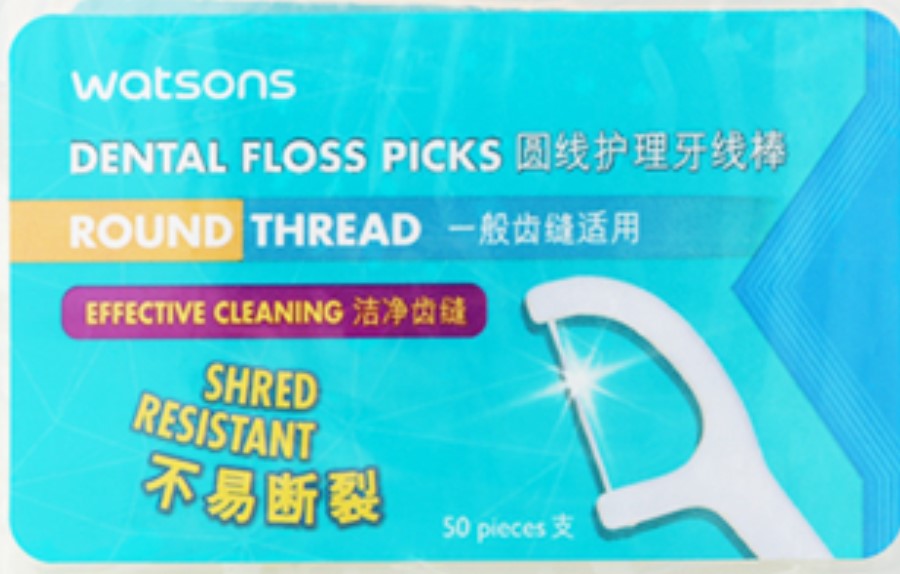 watsons
DENTAL FLOSS PICKS 圆线护理牙线棒
ROUND THREAD 一般齿缝适用
EFFECTIVE CLEANING 洁净齿缝
SHRED
RESISTANT
不易断裂
50 pieces 支